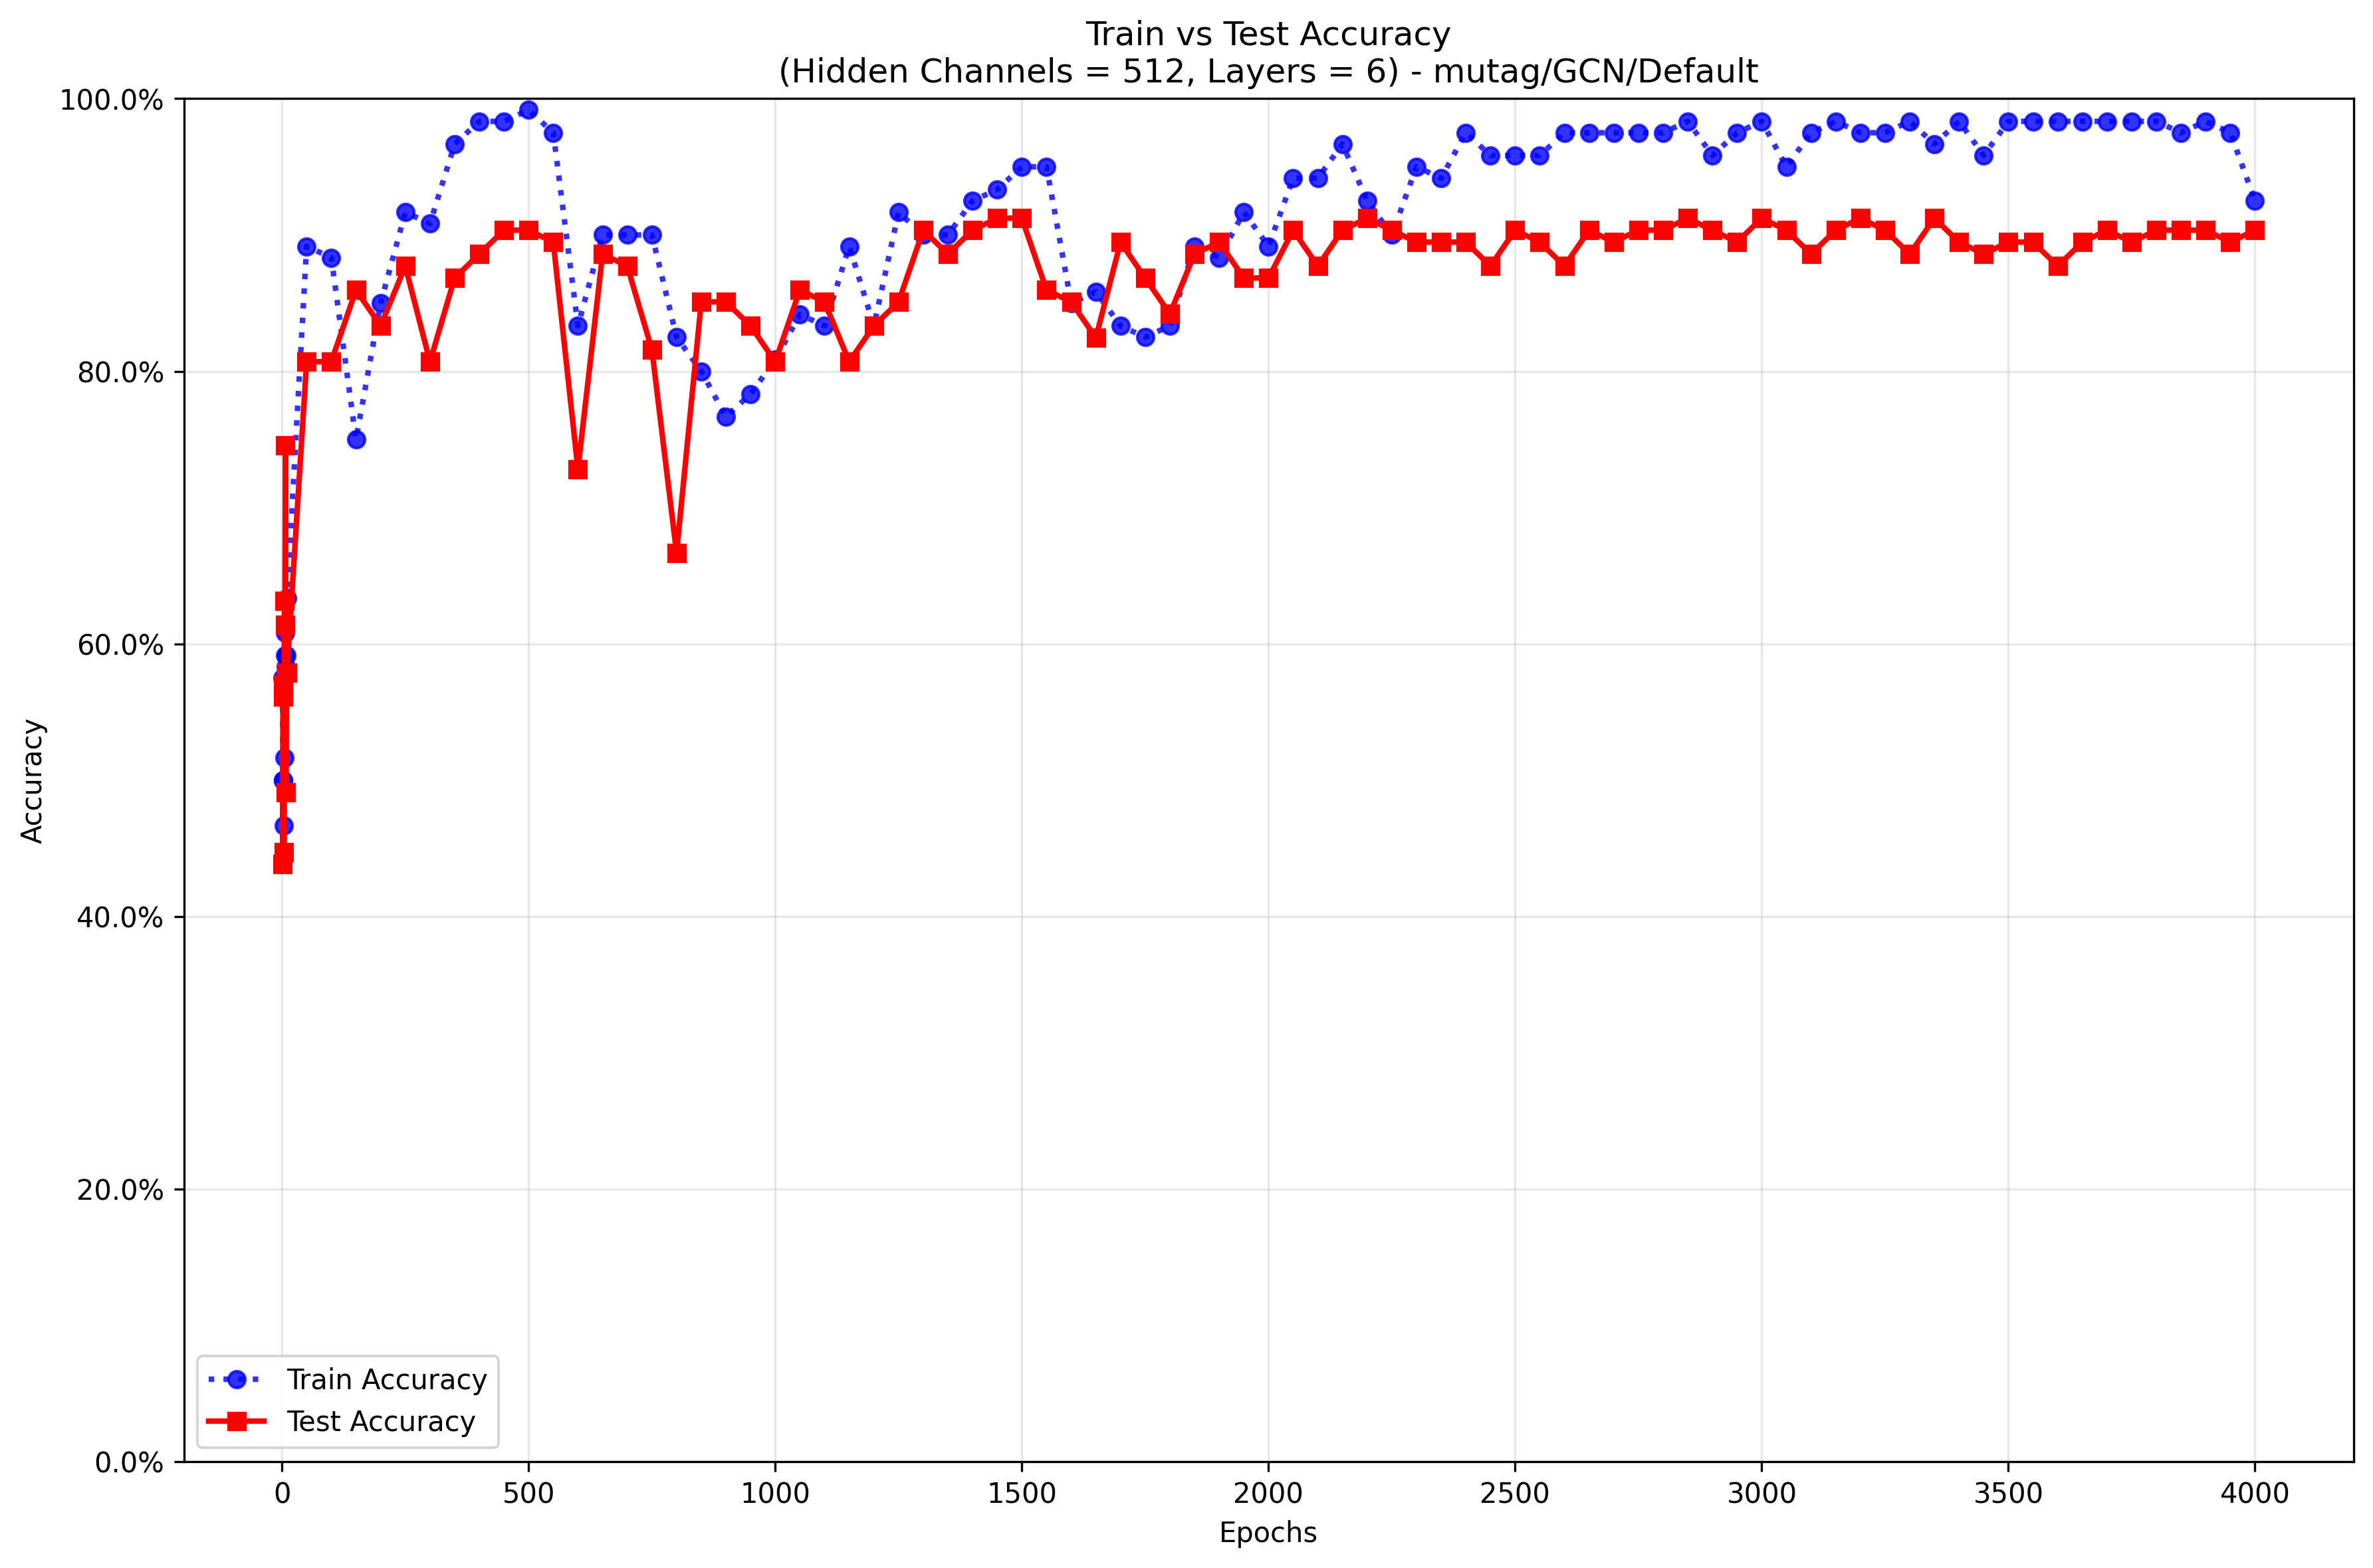 Train vs Test Accuracy
(Hidden Channels = 512, Layers = 6) - mutag/GCN/Default
100.0%
80.0%
60.0%
40.0%
20.0%
0.0%
Accuracy
Train Accuracy
Test Accuracy
0 500 1000 1500 2000 2500 3000 3500 4000
Epochs